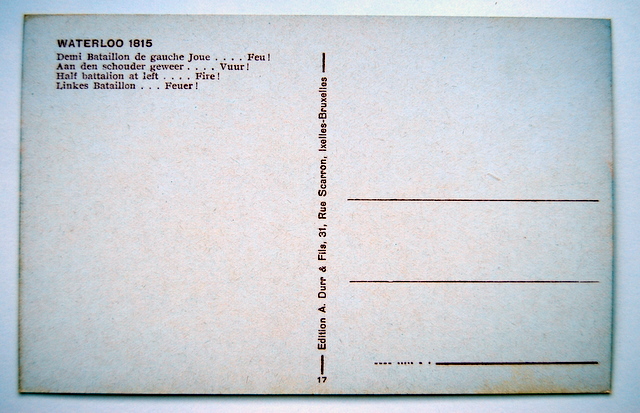 WATERLOO 1815
Demi Bataillon de gauche Joue . . . . Feu!
Aan den schouder geweer . . . . Vuur!
Half battalion at left . . . . Fire!
Linkes Bataillon . . . Feuer!
Edition A. Durr & Fils, 31, Rue Scarron, Ixelles-Bruxelles
17